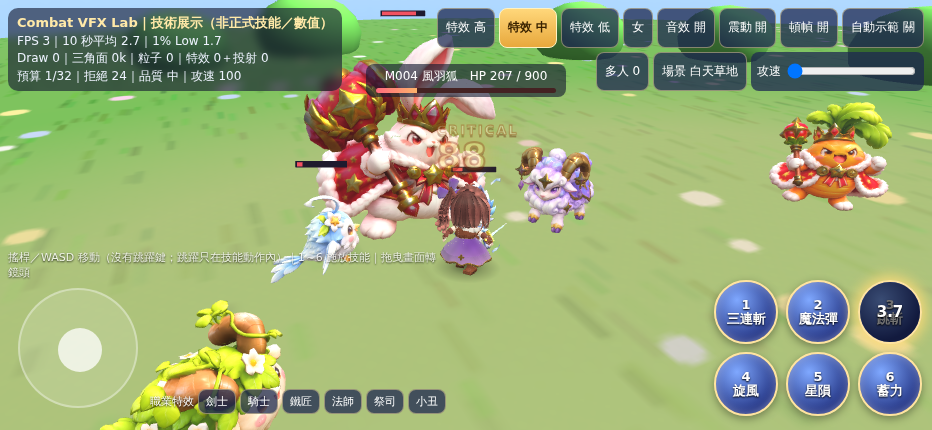 Combat VFX Lab｜技術展示（非正式技能／數值）
FPS 3｜10 秒平均 2.7｜1% Low 1.7
Draw 0｜三角面 0k｜粒子 0｜特效 0＋投射 0
預算 1/32｜拒絕 24｜品質 中｜攻速 100
特效 高
特效 中
特效 低
女
音效 開
震動 開
頓幀 開
自動示範 關
多人 0
場景 白天草地
攻速
M004 風羽狐 HP 207 / 900
CRITICAL
88
搖桿／WASD 移動（沒有跳躍鍵；跳躍只在技能動作內）｜1～6 施放技能｜拖曳畫面轉
鏡頭
1
三連斬
2
魔法彈
3
跳斬
3.7
4
旋風
5
星隕
6
蓄力
職業特效
劍士
騎士
鐵匠
法師
祭司
小丑